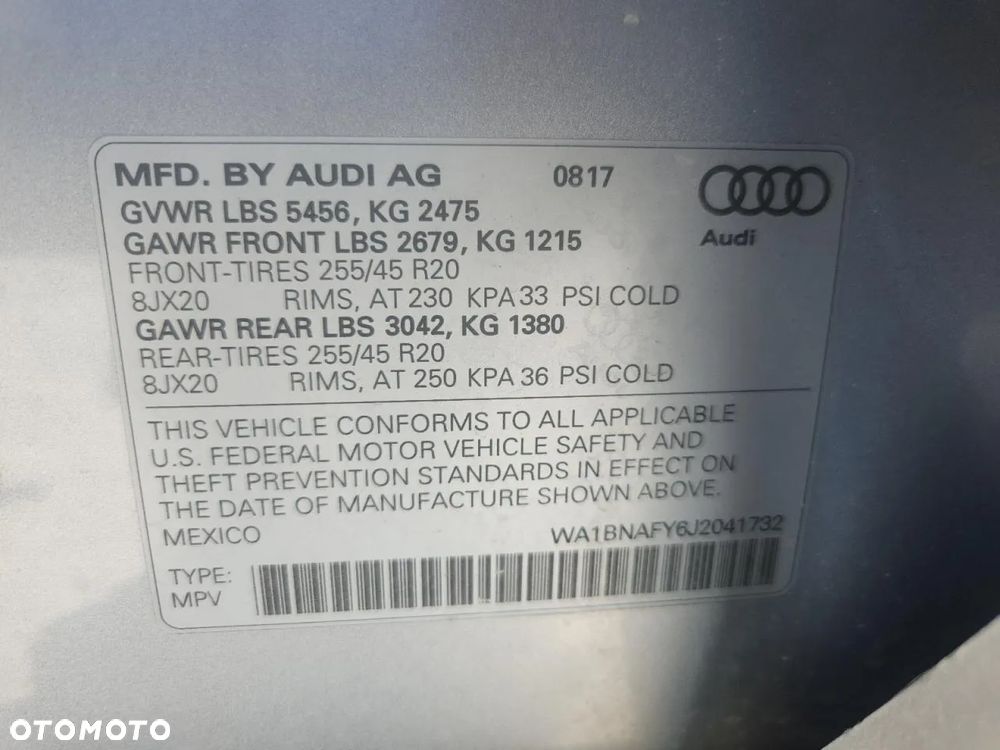 MFD. BY AUDI AG 0817
GVWR LBS 5456, KG 2475
GAWR FRONT LBS 2679, KG 1215
Audi
FRONT-TIRES 255/45 R20
8JX20 RIMS, AT 230 KPA 33 PSI COLD
GAWR REAR LBS 3042, KG 1380
REAR-TIRES 255/45 R20
8JX20 RIMS, AT 250 KPA 36 PSI COLD
THIS VEHICLE CONFORMS TO ALL APPLICABLE
U.S. FEDERAL MOTOR VEHICLE SAFETY AND
THEFT PREVENTION STANDARDS IN EFFECT ON
THE DATE OF MANUFACTURE SHOWN ABOVE.
MEXICO WA1BNAFY6J2041732
TYPE:
MPV
OTOMOTO